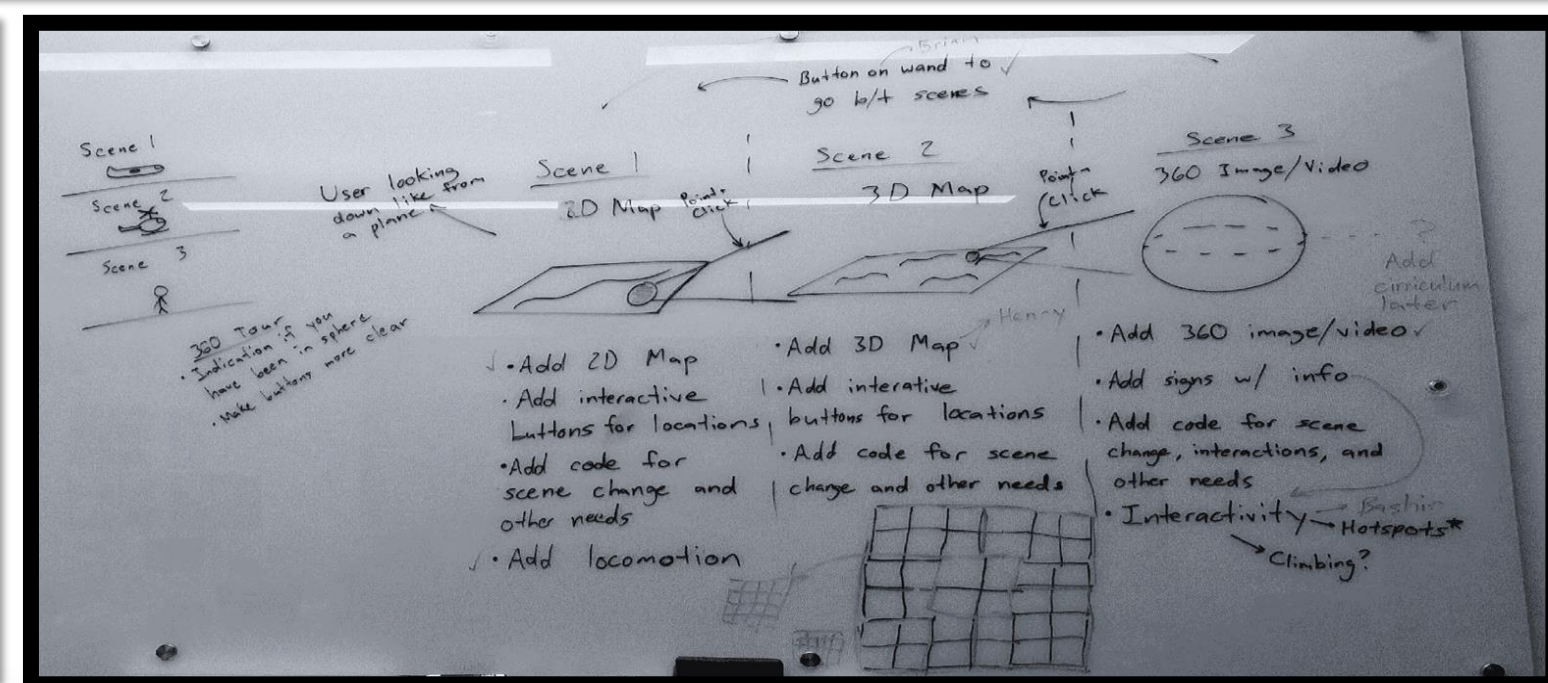 Brian
Button on wand to ✓
go b/t scenes
Scene 1
Scene 2
Scene 3
360 Tour
• Indication if you
have been in sphere
• Make buttons more clear
User looking
down like from
a plane
Scene 1
2D Map
Point +
Click
✓ • Add 2D Map
• Add interactive
buttons for locations
• Add code for
scene change and
other needs
✓ • Add locomotion
Scene 2
3D Map
Point +
Click
Henry
• Add 3D Map ✓
• Add interative
buttons for locations
• Add code for scene
change and other needs
Scene 3
360 Image/Video
?
Add
cirriculum
later
• Add 360 image/video ✓
• Add signs w/ info
• Add code for scene
change, interactions, and
other needs
• Interactivity → Bashir
→ Hotspots*
→ Climbing?